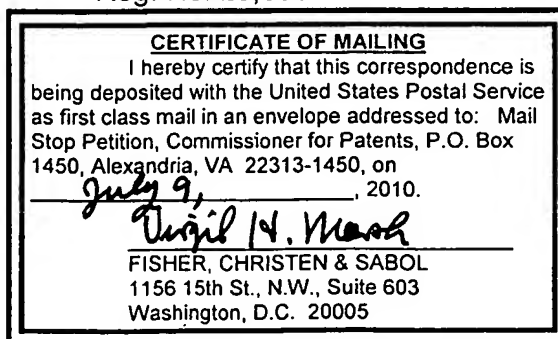 CERTIFICATE OF MAILING
I hereby certify that this correspondence is
being deposited with the United States Postal Service
as first class mail in an envelope addressed to: Mail
Stop Petition, Commissioner for Patents, P.O. Box
1450, Alexandria, VA 22313-1450, on
July 9, , 2010.
Virgil H. Marsh
FISHER, CHRISTEN & SABOL
1156 15th St., N.W., Suite 603
Washington, D.C. 20005